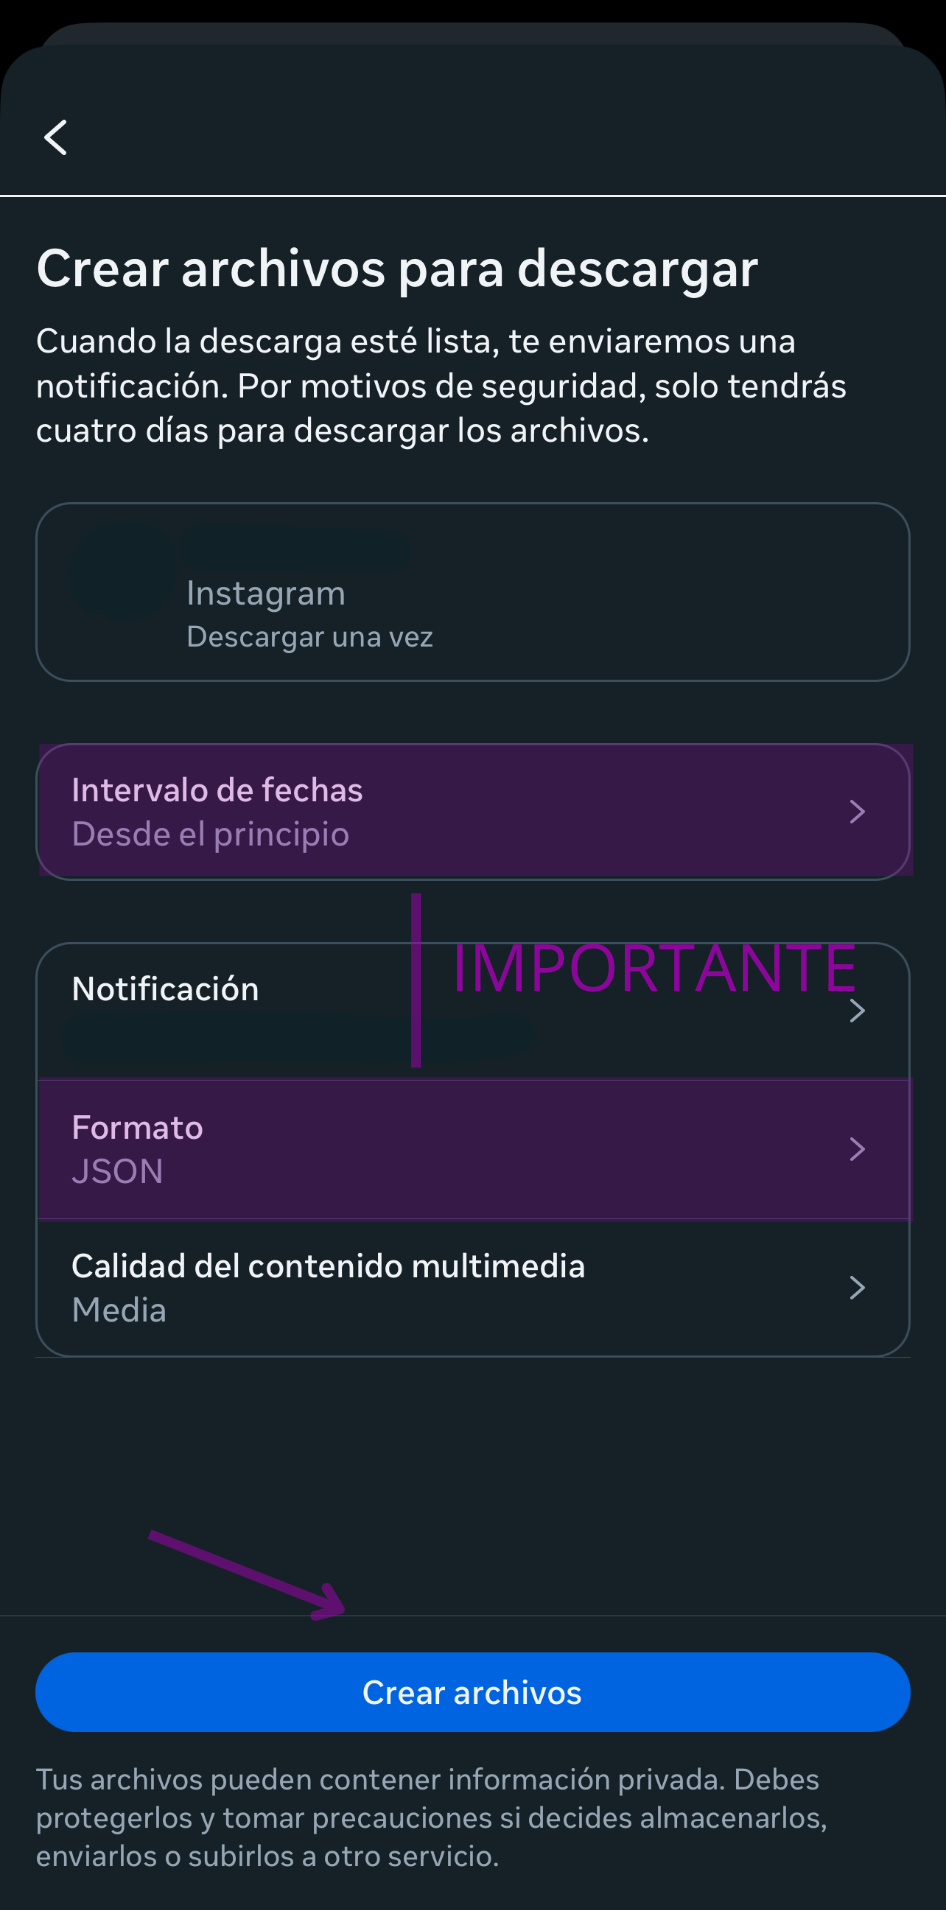 Crear archivos para descargar
Cuando la descarga esté lista, te enviaremos una
notificación. Por motivos de seguridad, solo tendrás
cuatro días para descargar los archivos.
Instagram
Descargar una vez
Intervalo de fechas
Desde el principio
IMPORTANTE
Notificación
Formato
JSON
Calidad del contenido multimedia
Media
Crear archivos
Tus archivos pueden contener información privada. Debes
protegerlos y tomar precauciones si decides almacenarlos,
enviarlos o subirlos a otro servicio.